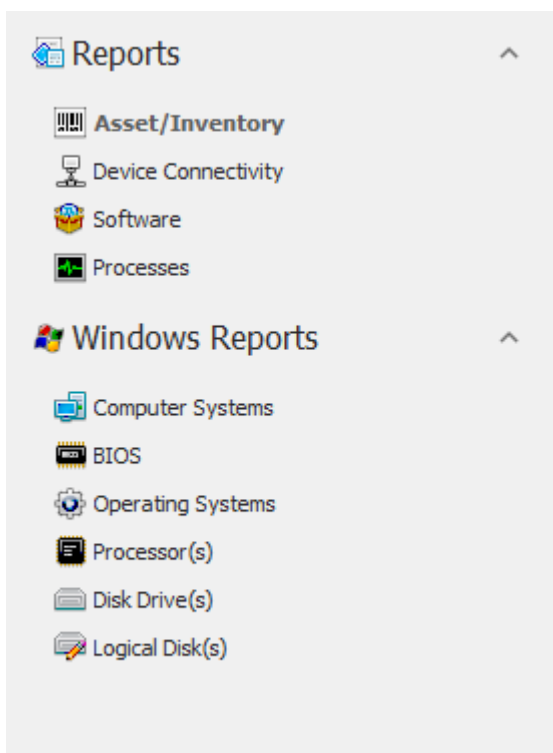 Reports
Asset/Inventory
Device Connectivity
Software
Processes
Windows Reports
Computer Systems
BIOS
Operating Systems
Processor(s)
Disk Drive(s)
Logical Disk(s)